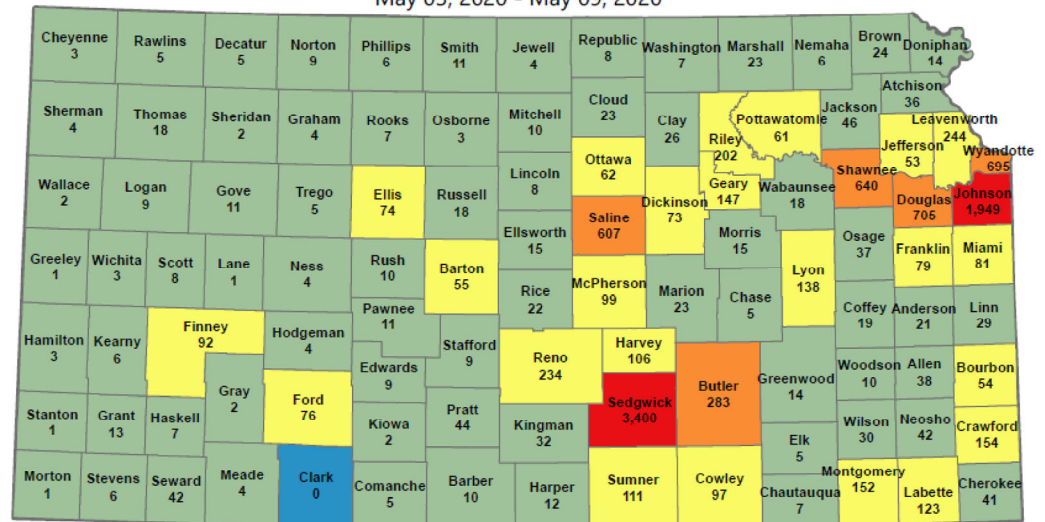 May 03, 2020 - May 09, 2020
Cheyenne
3
Rawlins
5
Decatur
5
Norton
9
Phillips
6
Smith
11
Jewell
4
Republic
8
Washington
7
Marshall
23
Nemaha
6
Brown
24
Doniphan
14
Sherman
4
Thomas
18
Sheridan
2
Graham
4
Rooks
7
Osborne
3
Mitchell
10
Cloud
23
Clay
26
Riley
202
Pottawatomie
61
Jackson
46
Atchison
36
Jefferson
53
Leavenworth
244
Wyandotte
695
Wallace
2
Logan
9
Gove
11
Trego
5
Ellis
74
Russell
18
Lincoln
8
Ottawa
62
Saline
607
Dickinson
73
Geary
147
Wabaunsee
18
Shawnee
640
Douglas
705
Johnson
1,949
Greeley
1
Wichita
3
Scott
8
Lane
1
Ness
4
Rush
10
Barton
55
Ellsworth
15
Rice
22
McPherson
99
Marion
23
Morris
15
Chase
5
Lyon
138
Osage
37
Franklin
79
Miami
81
Hamilton
3
Kearny
6
Finney
92
Hodgeman
4
Pawnee
11
Edwards
9
Stafford
9
Reno
234
Harvey
106
Sedgwick
3,400
Butler
283
Greenwood
14
Coffey
19
Anderson
21
Linn
29
Woodson
10
Allen
38
Bourbon
54
Stanton
1
Grant
13
Haskell
7
Gray
2
Ford
76
Kiowa
2
Pratt
44
Kingman
32
Elk
5
Wilson
30
Neosho
42
Crawford
154
Morton
1
Stevens
6
Seward
42
Meade
4
Clark
0
Comanche
5
Barber
10
Harper
12
Sumner
111
Cowley
97
Chautauqua
7
Montgomery
152
Labette
123
Cherokee
41